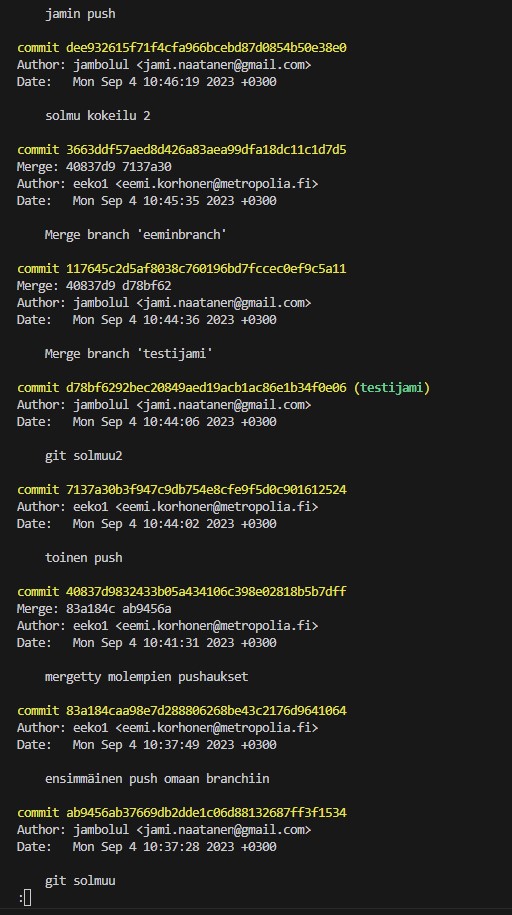 jamin push
commit dee932615f71f4cfa966bcebd87d0854b50e38e0
Author: jambolul <jami.naatanen@gmail.com>
Date:   Mon Sep 4 10:46:19 2023 +0300
solmu kokeilu 2
commit 3663ddf57aed8d426a83aea99dfa18dc11c1d7d5
Merge: 40837d9 7137a30
Author: eeko1 <eemi.korhonen@metropolia.fi>
Date:   Mon Sep 4 10:45:35 2023 +0300
Merge branch 'eeminbranch'
commit 117645c2d5af8038c760196bd7fccec0ef9c5a11
Merge: 40837d9 d78bf62
Author: jambolul <jami.naatanen@gmail.com>
Date:   Mon Sep 4 10:44:36 2023 +0300
Merge branch 'testijami'
commit d78bf6292bec20849aed19acb1ac86e1b34f0e06 (testijami)
Author: jambolul <jami.naatanen@gmail.com>
Date:   Mon Sep 4 10:44:06 2023 +0300
git solmuu2
commit 7137a30b3f947c9db754e8cfe9f5d0c901612524
Author: eeko1 <eemi.korhonen@metropolia.fi>
Date:   Mon Sep 4 10:44:02 2023 +0300
toinen push
commit 40837d9832433b05a434106c398e02818b5b7dff
Merge: 83a184c ab9456a
Author: eeko1 <eemi.korhonen@metropolia.fi>
Date:   Mon Sep 4 10:41:31 2023 +0300
mergetty molempien pushaukset
commit 83a184caa98e7d288806268be43c2176d9641064
Author: eeko1 <eemi.korhonen@metropolia.fi>
Date:   Mon Sep 4 10:37:49 2023 +0300
ensimmäinen push omaan branchiin
commit ab9456ab37669db2dde1c06d88132687ff3f1534
Author: jambolul <jami.naatanen@gmail.com>
Date:   Mon Sep 4 10:37:28 2023 +0300
git solmuu
: